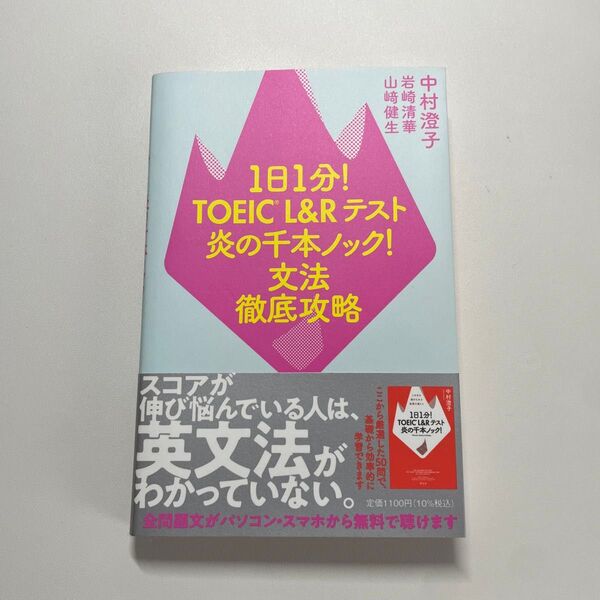 中村澄子
岩崎清華
山﨑健生
1日1分!
TOEIC® L&R テスト
炎の千本ノック!
文法
徹底攻略
スコアが
伸び悩んでいる人は、
英文法が
わかっていない。
ここから厳選した50問で、
基礎から効率的に
学習できます
中村澄子
1日1分!
TOEIC® L&R テスト
炎の千本ノック!
定価1100円(10%税込)
全問題文がパソコン・スマホから無料で聴けます